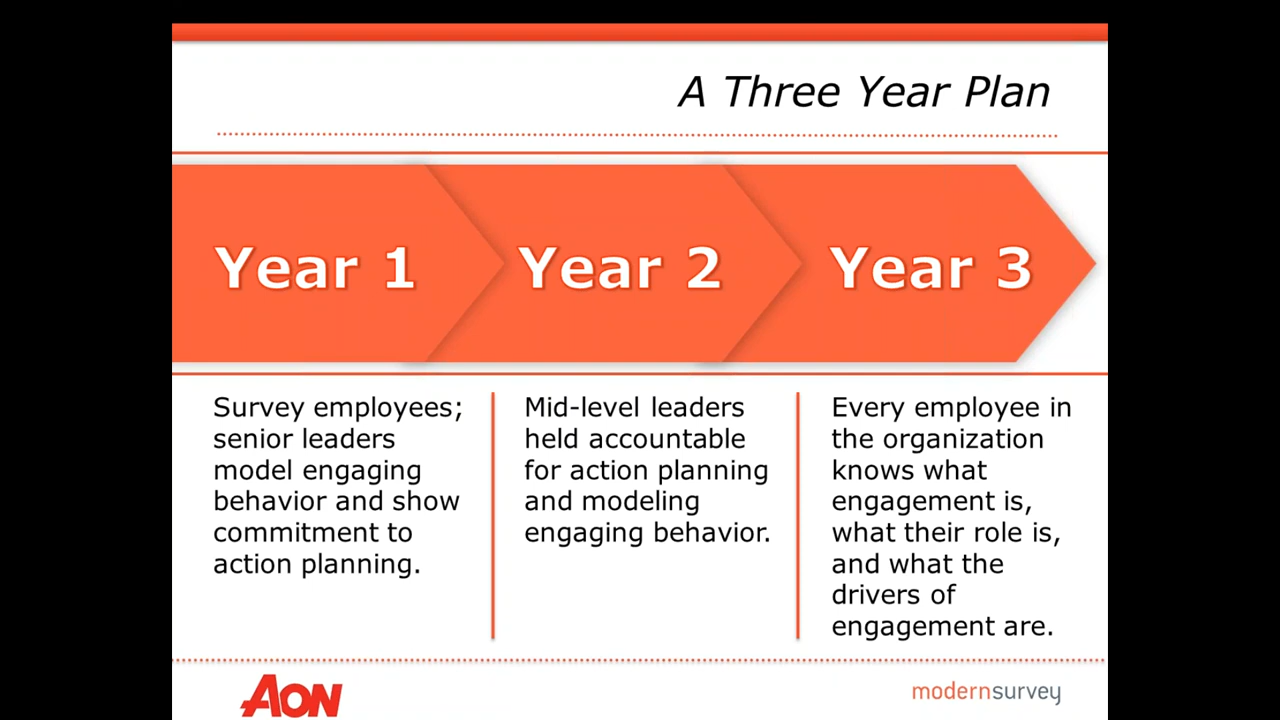 A Three Year Plan
Year 1
Year 2
Year 3
Survey employees;
senior leaders
model engaging
behavior and show
commitment to
action planning.
Mid-level leaders
held accountable
for action planning
and modeling
engaging behavior.
Every employee in
the organization
knows what
engagement is,
what their role is,
and what the
drivers of
engagement are.
AON
modernsurvey